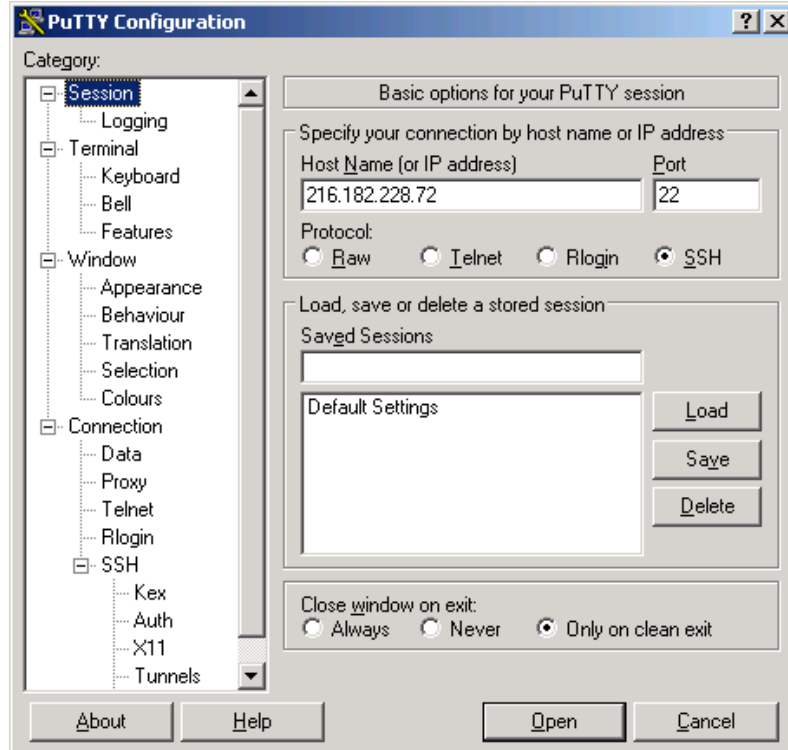 PuTTY Configuration
Category:
Session
Logging
Terminal
Keyboard
Bell
Features
Window
Appearance
Behaviour
Translation
Selection
Colours
Connection
Data
Proxy
Telnet
Rlogin
SSH
Kex
Auth
X11
Tunnels
Basic options for your PuTTY session
Specify your connection by host name or IP address
Host Name (or IP address) Port
216.182.228.72 22
Protocol:
Raw Telnet Rlogin SSH
Load, save or delete a stored session
Saved Sessions
Default Settings
Load
Save
Delete
Close window on exit:
Always Never Only on clean exit
About Help Open Cancel